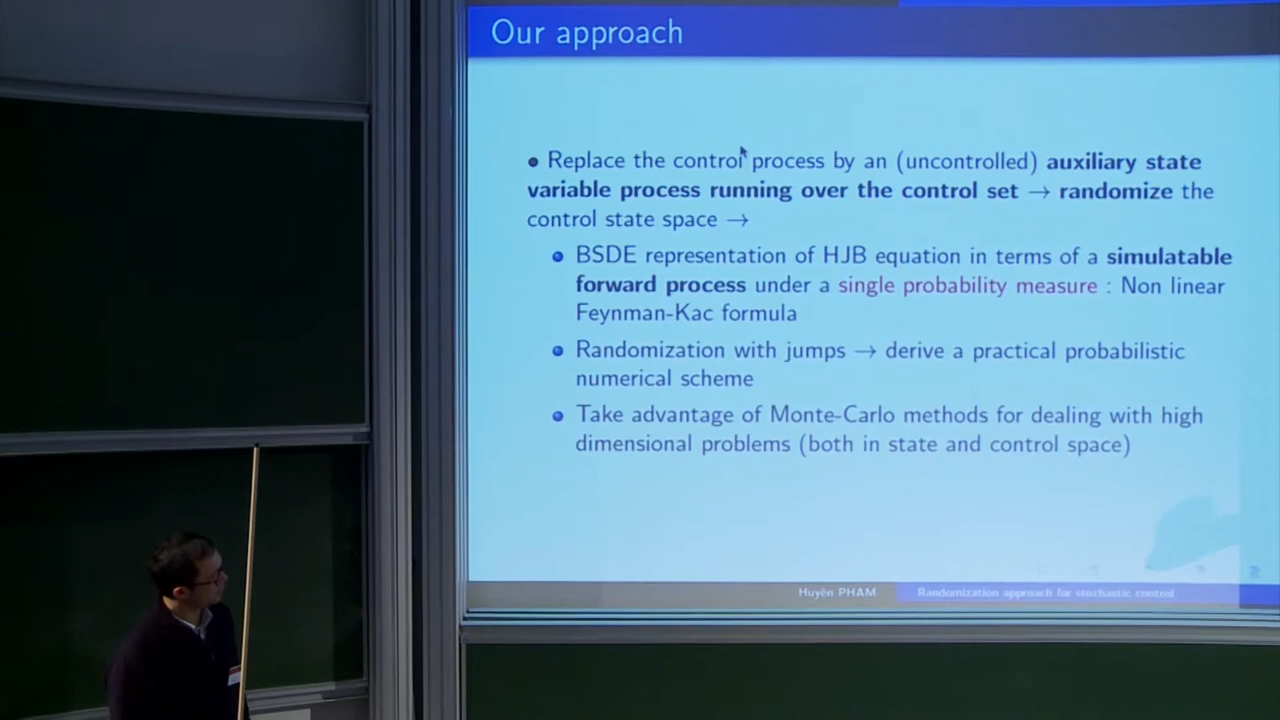 Our approach
• Replace the control process by an (uncontrolled) auxiliary state
variable process running over the control set → randomize the
control state space →
• BSDE representation of HJB equation in terms of a simulatable
forward process under a single probability measure : Non linear
Feynman-Kac formula
• Randomization with jumps → derive a practical probabilistic
numerical scheme
• Take advantage of Monte-Carlo methods for dealing with high
dimensional problems (both in state and control space)
Huyên PHAM
Randomization approach for stochastic control